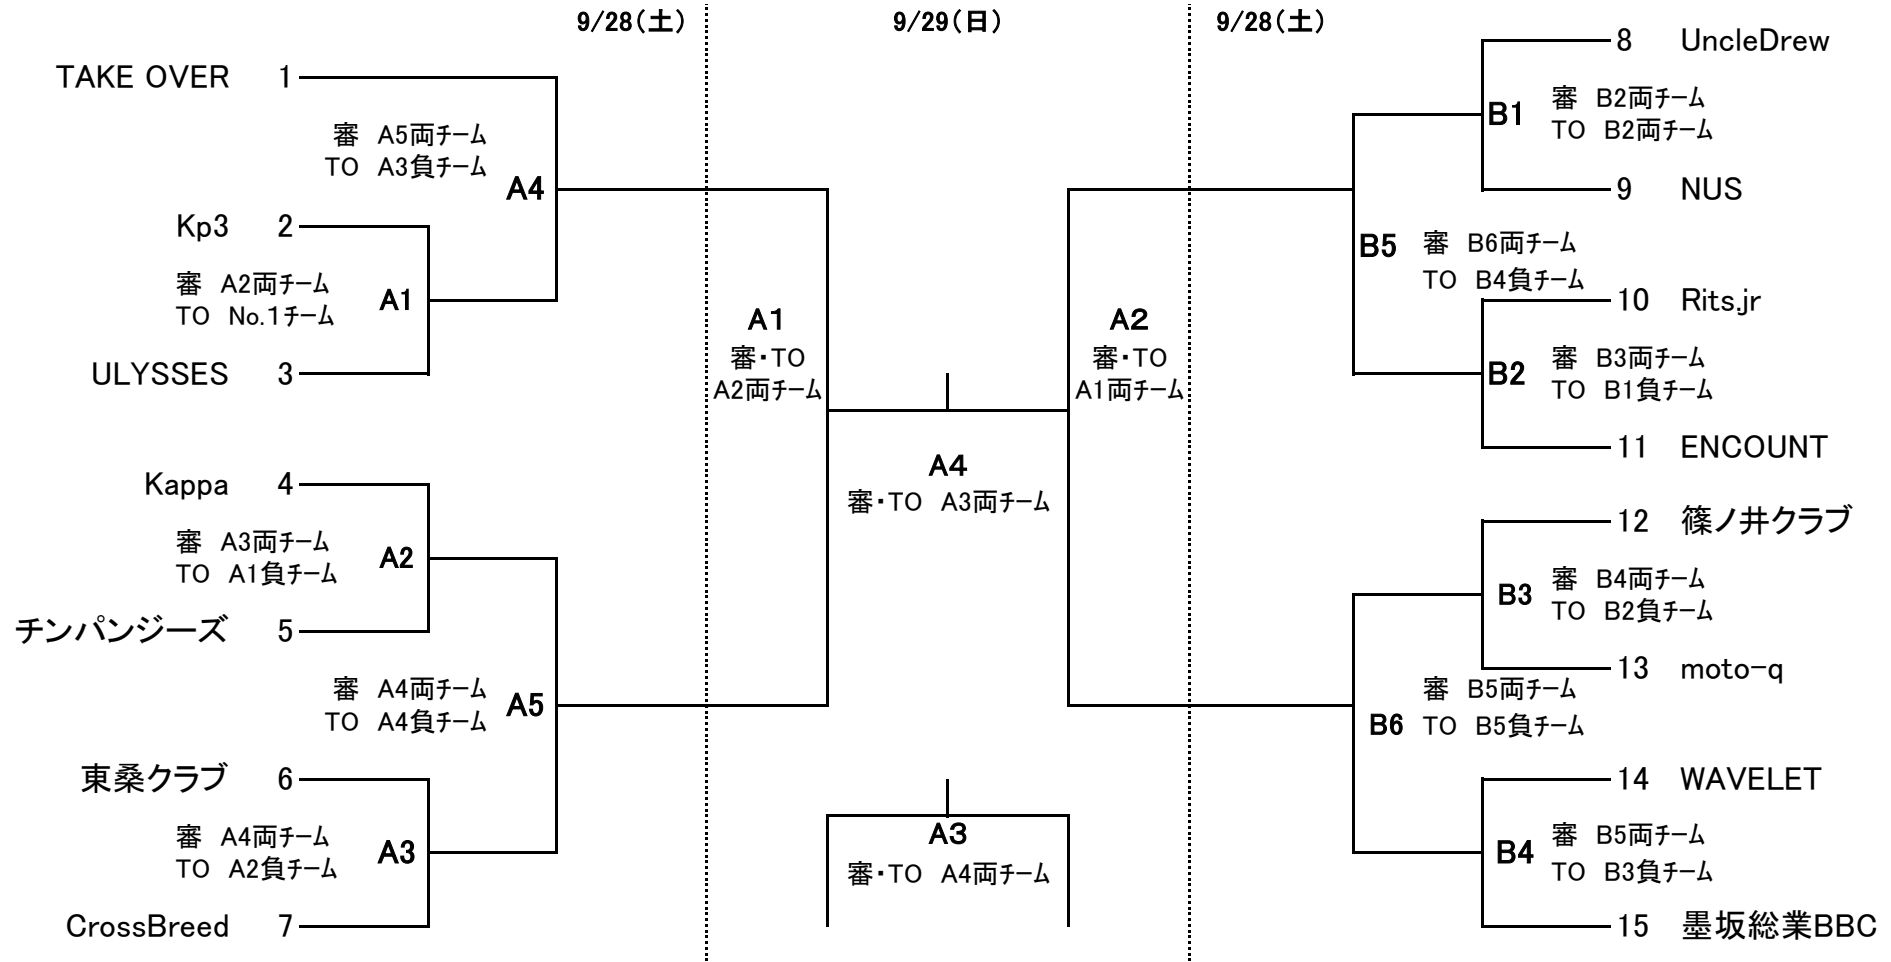 9/28(土)
9/29(日)
9/28(土)
TAKE OVER 1
審 A5両チーム
TO A3負チーム
A4
Kp3 2
審 A2両チーム
TO No.1チーム
A1
ULYSSES 3
Kappa 4
審 A3両チーム
TO A1負チーム
A2
チンパンジーズ 5
審 A4両チーム
TO A4負チーム
A5
東桑クラブ 6
審 A4両チーム
TO A2負チーム
A3
CrossBreed 7
A1
審・TO
A2両チーム
A4
審・TO A3両チーム
A3
審・TO A4両チーム
A2
審・TO
A1両チーム
8 UncleDrew
B1
審 B2両チーム
TO B2両チーム
9 NUS
B5
審 B6両チーム
TO B4負チーム
10 Rits.jr
B2
審 B3両チーム
TO B1負チーム
11 ENCOUNT
12 篠ノ井クラブ
B3
審 B4両チーム
TO B2負チーム
13 moto-q
B6
審 B5両チーム
TO B5負チーム
14 WAVELET
B4
審 B5両チーム
TO B3負チーム
15 墨坂総業BBC